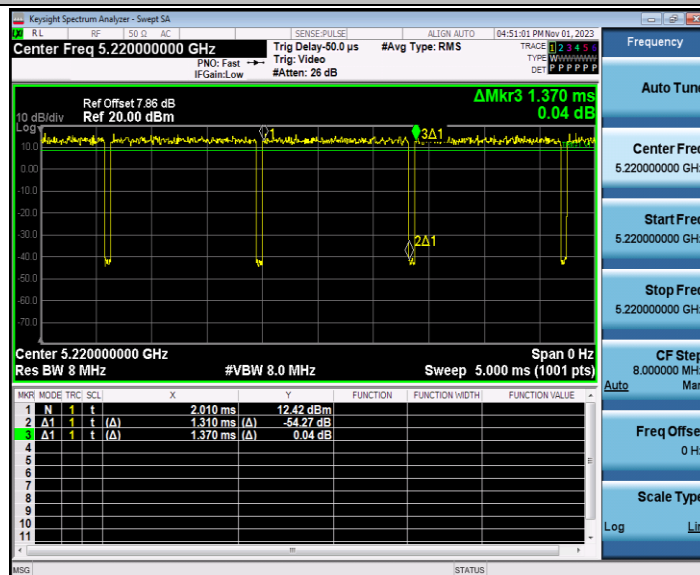 Keysight Spectrum Analyzer - Swept SA
RL RF 50 Ω AC SENSE:PULSE ALIGN AUTO 04:51:01 PM Nov 01, 2023
Center Freq 5.220000000 GHz
Trig Delay-50.0 µs #Avg Type: RMS
TRACE 1 2 3 4 5 6
PNO: Fast Trig: Video
TYPE WWWWWW
IFGain:Low #Atten: 26 dB
DET P P P P P P
Frequency
Auto Tune
Ref Offset 7.86 dB
ΔMkr3 1.370 ms
10 dB/div Ref 20.00 dBm
0.04 dB
Log
1
3Δ1
10.0
0.00
-10.0
-20.0
-30.0
2Δ1
-40.0
-50.0
-60.0
-70.0
Center 5.220000000 GHz Span 0 Hz
Res BW 8 MHz #VBW 8.0 MHz Sweep 5.000 ms (1001 pts)
Center Freq
5.220000000 GHz
Start Freq
5.220000000 GHz
Stop Freq
5.220000000 GHz
CF Step
8.000000 MHz
Auto Man
Freq Offset
0 Hz
Scale Type
Log Lin
MKR MODE TRC SCL X Y FUNCTION FUNCTION WIDTH FUNCTION VALUE
1 N 1 t 2.010 ms 12.42 dBm
2 Δ1 1 t (Δ) 1.310 ms (Δ) -54.27 dB
3 Δ1 1 t (Δ) 1.370 ms (Δ) 0.04 dB
4
5
6
7
8
9
10
11
MSG STATUS